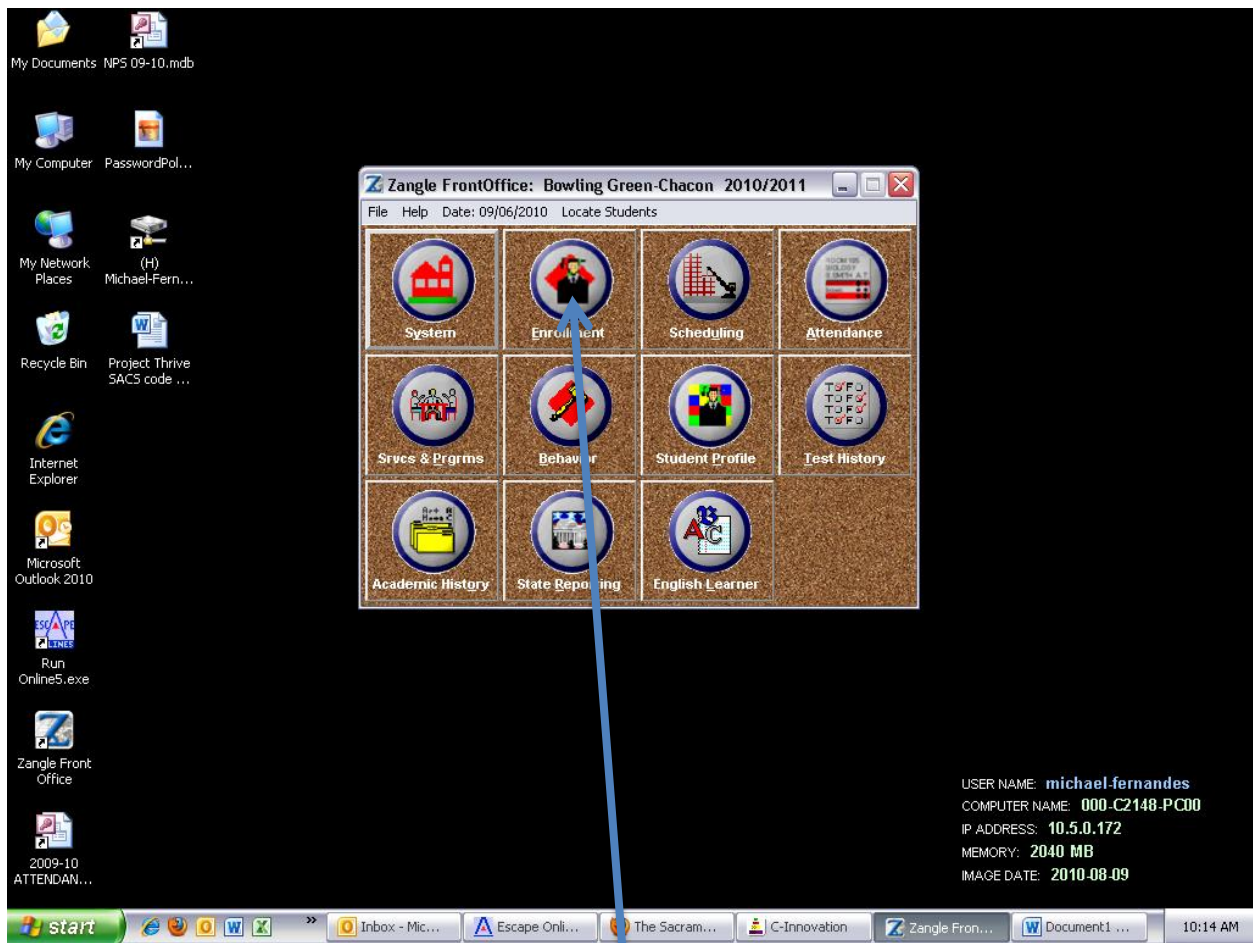 My Documents
NPS 09-10.mdb
My Computer
PasswordPol...
My Network
Places
(H)
Michael-Fern...
Recycle Bin
Project Thrive
SACS code ...
Internet
Explorer
Microsoft
Outlook 2010
ESCAPE
LINES
Run
Online5.exe
Zangle Front
Office
2009-10
ATTENDAN...
Zangle FrontOffice: Bowling Green-Chacon 2010/2011
File Help Date: 09/06/2010 Locate Students
System
Enrollment
Scheduling
Attendance
Srvcs & Prgrms
Behavior
Student Profile
Test History
Academic History
State Reporting
English Learner
USER NAME: michael-fernandes
COMPUTER NAME: 000-C2148-PC00
IP ADDRESS: 10.5.0.172
MEMORY: 2040 MB
IMAGE DATE: 2010-08-09
start
Inbox - Mic...
Escape Onli...
The Sacram...
C-Innovation
Zangle Fron...
Document1 ...
10:14 AM